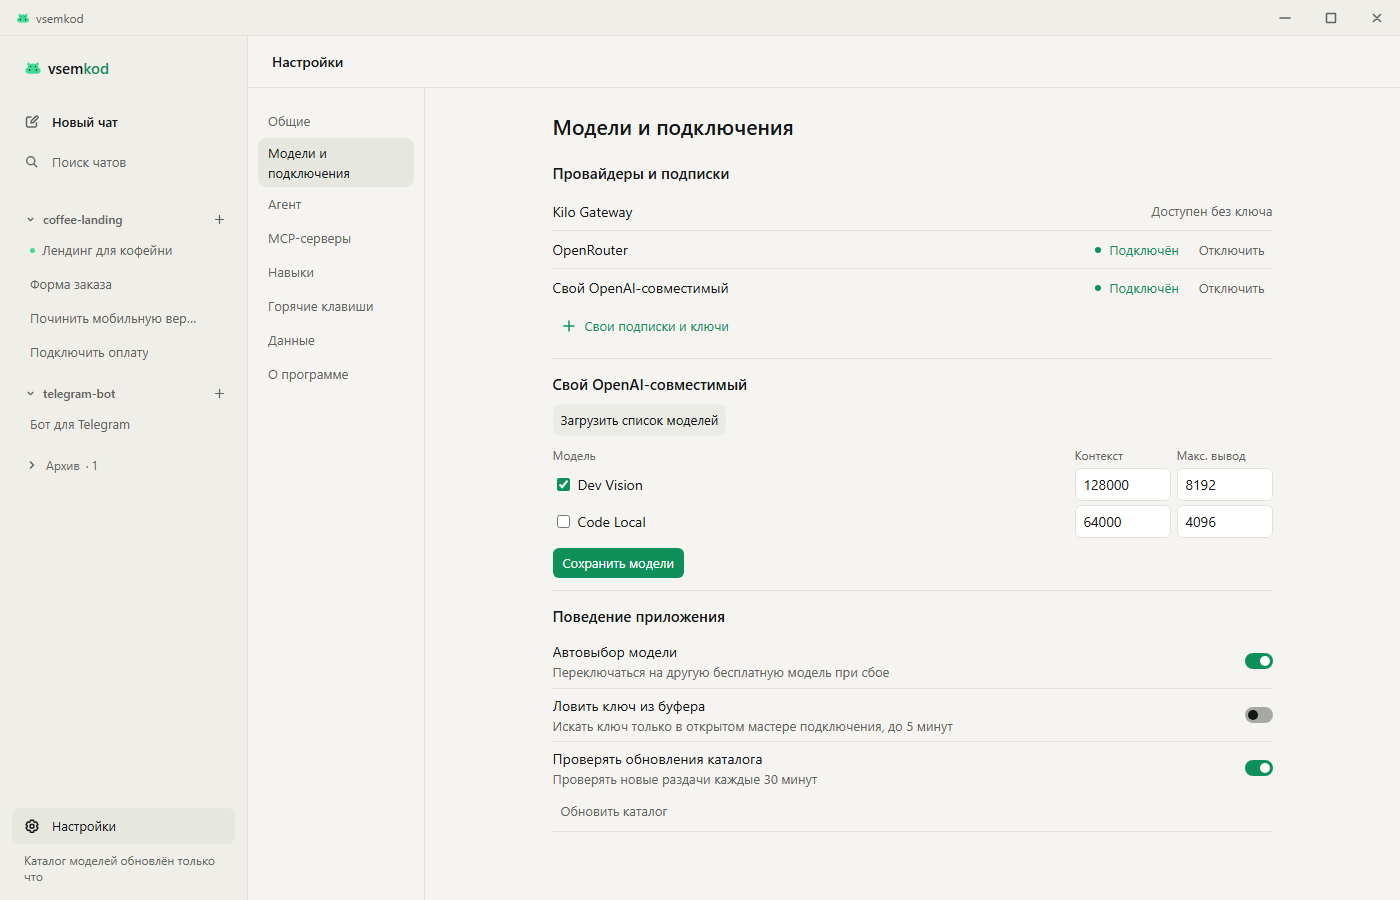 vsemkod
vsemkod
Новый чат
Поиск чатов
coffee-landing
Лендинг для кофейни
Форма заказа
Починить мобильную вер...
Подключить оплату
telegram-bot
Бот для Telegram
Архив · 1
Настройки
Каталог моделей обновлён только
что
Настройки
Общие
Модели и
подключения
Агент
MCP-серверы
Навыки
Горячие клавиши
Данные
О программе
Модели и подключения
Провайдеры и подписки
Kilo Gateway Доступен без ключа
OpenRouter Подключён Отключить
Свой OpenAI-совместимый Подключён Отключить
Свои подписки и ключи
Свой OpenAI-совместимый
Загрузить список моделей
Модель Контекст Макс. вывод
Dev Vision 128000 8192
Code Local 64000 4096
Сохранить модели
Поведение приложения
Автовыбор модели
Переключаться на другую бесплатную модель при сбое
Ловить ключ из буфера
Искать ключ только в открытом мастере подключения, до 5 минут
Проверять обновления каталога
Проверять новые раздачи каждые 30 минут
Обновить каталог